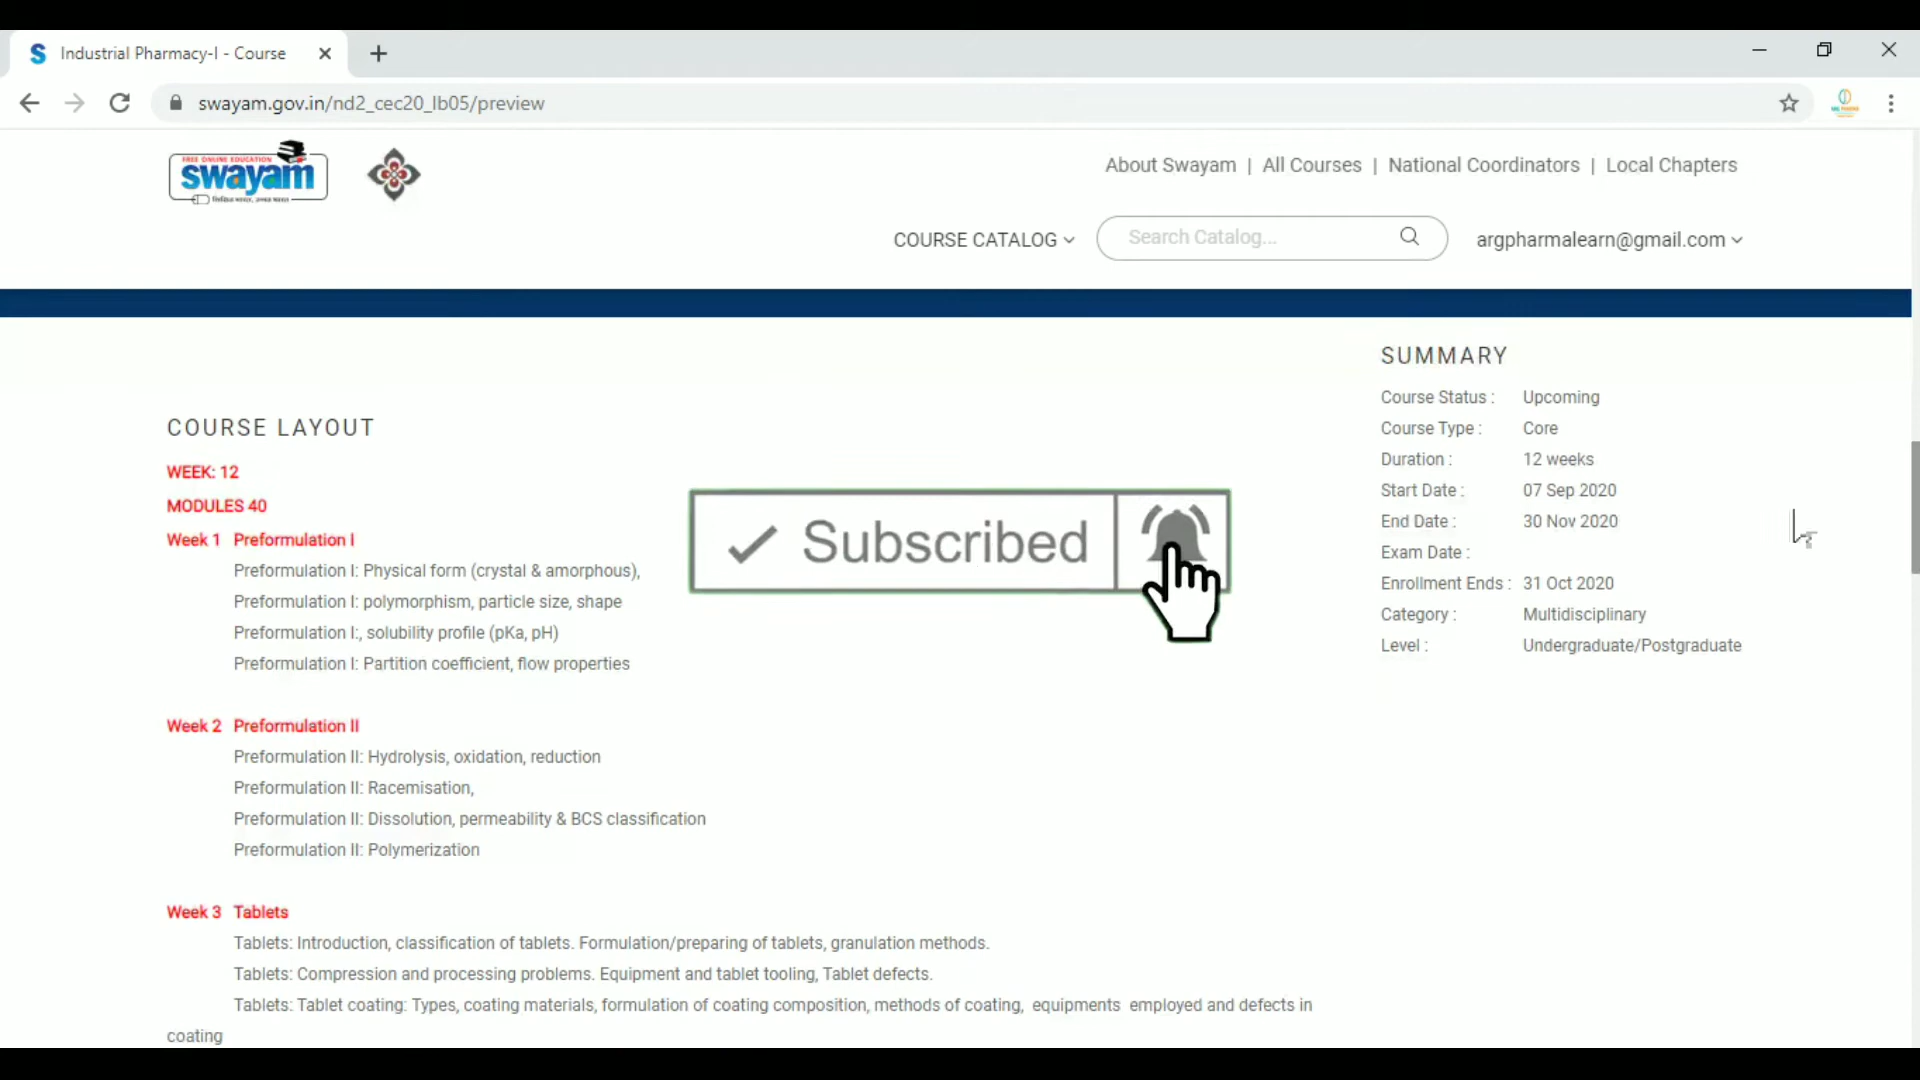 Industrial Pharmacy-I - Course
swayam.gov.in/nd2_cec20_lb05/preview
FREE ONLINE EDUCATION
swayam
About Swayam | All Courses | National Coordinators | Local Chapters
COURSE CATALOG
Search Catalog...
argpharmalearn@gmail.com
SUMMARY
Course Status : Upcoming
Course Type : Core
Duration : 12 weeks
Start Date : 07 Sep 2020
End Date : 30 Nov 2020
Exam Date :
Enrollment Ends : 31 Oct 2020
Category : Multidisciplinary
Level : Undergraduate/Postgraduate
COURSE LAYOUT
WEEK: 12
MODULES 40
Week 1 Preformulation I
Preformulation I: Physical form (crystal & amorphous),
Preformulation I: polymorphism, particle size, shape
Preformulation I:, solubility profile (pKa, pH)
Preformulation I: Partition coefficient, flow properties
Subscribed
Week 2 Preformulation II
Preformulation II: Hydrolysis, oxidation, reduction
Preformulation II: Racemisation,
Preformulation II: Dissolution, permeability & BCS classification
Preformulation II: Polymerization
Week 3 Tablets
Tablets: Introduction, classification of tablets. Formulation/preparing of tablets, granulation methods.
Tablets: Compression and processing problems. Equipment and tablet tooling, Tablet defects.
Tablets: Tablet coating: Types, coating materials, formulation of coating composition, methods of coating, equipments employed and defects in
coating